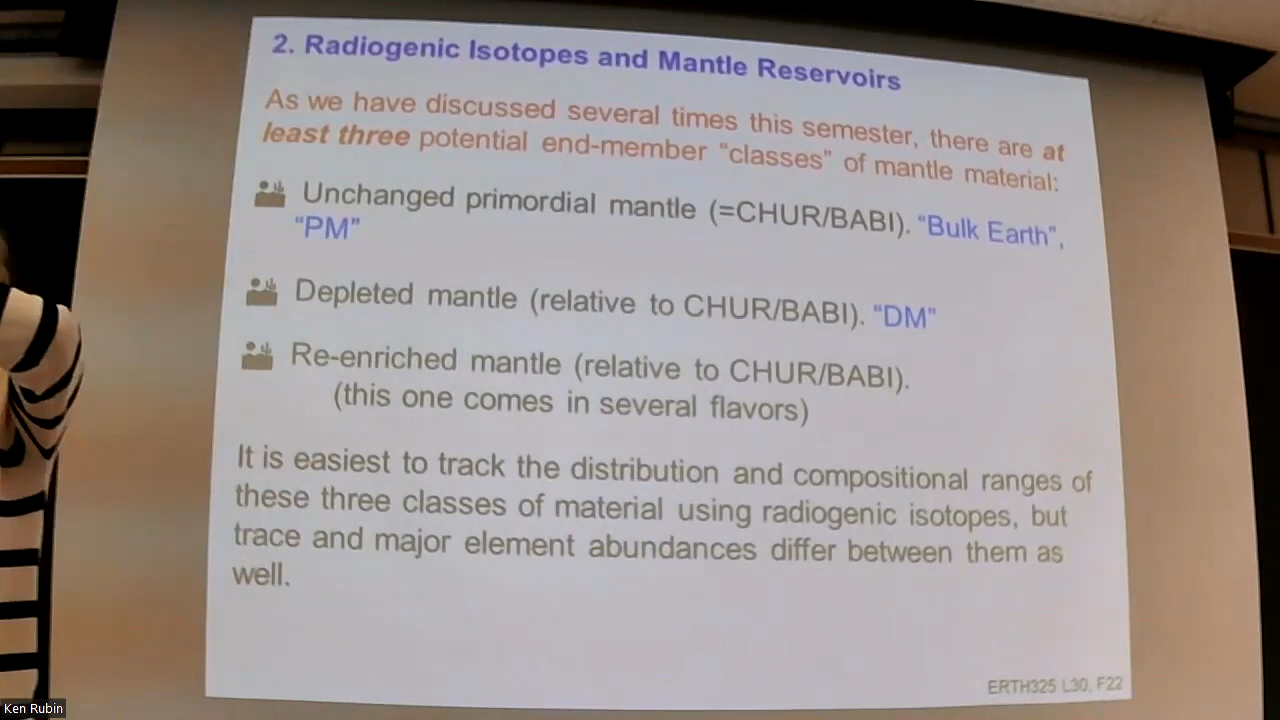 2. Radiogenic Isotopes and Mantle Reservoirs
As we have discussed several times this semester, there are at
least three potential end-member “classes” of mantle material:
Unchanged primordial mantle (=CHUR/BABI). “Bulk Earth”,
“PM”
Depleted mantle (relative to CHUR/BABI). “DM”
Re-enriched mantle (relative to CHUR/BABI).
(this one comes in several flavors)
It is easiest to track the distribution and compositional ranges of
these three classes of material using radiogenic isotopes, but
trace and major element abundances differ between them as
well.
ERTH325 L30, F22
Ken Rubin